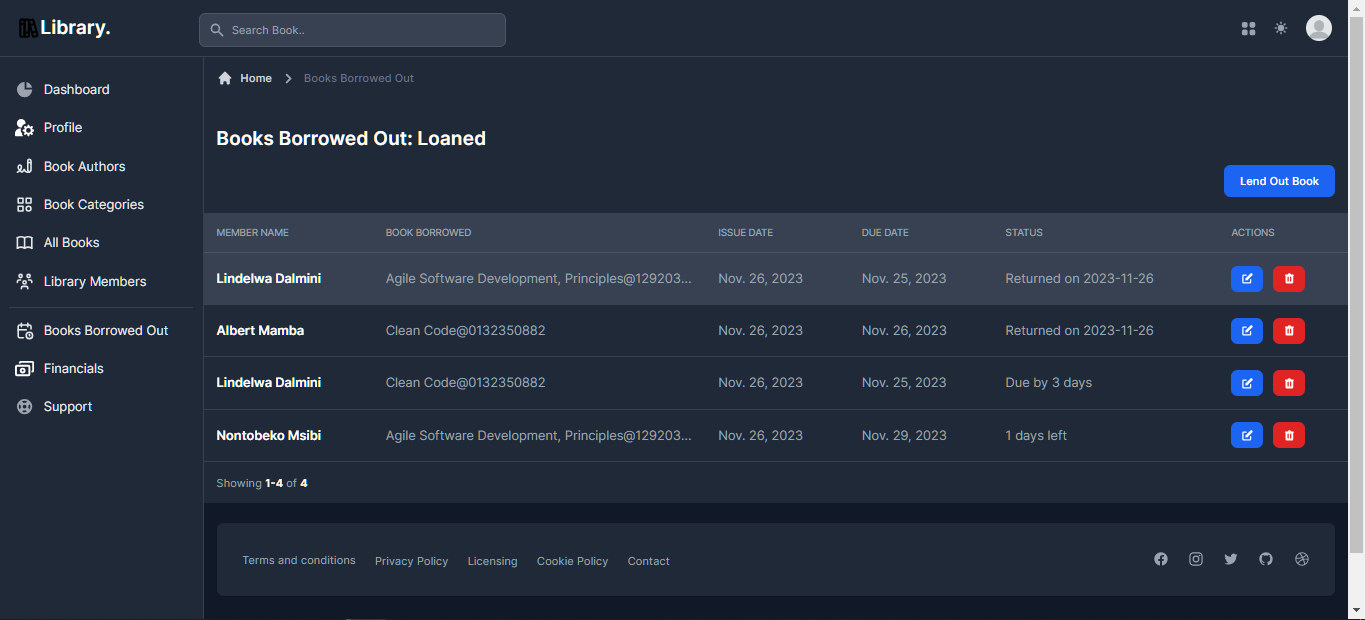 Library.
Search Book..
Dashboard
Profile
Book Authors
Book Categories
All Books
Library Members
Books Borrowed Out
Financials
Support
Home > Books Borrowed Out
Books Borrowed Out: Loaned
Lend Out Book
MEMBER NAME BOOK BORROWED ISSUE DATE DUE DATE STATUS ACTIONS
Lindelwa Dalmini Agile Software Development, Principles@129203... Nov. 26, 2023 Nov. 25, 2023 Returned on 2023-11-26
Albert Mamba Clean Code@0132350882 Nov. 26, 2023 Nov. 26, 2023 Returned on 2023-11-26
Lindelwa Dalmini Clean Code@0132350882 Nov. 26, 2023 Nov. 25, 2023 Due by 3 days
Nontobeko Msibi Agile Software Development, Principles@129203... Nov. 26, 2023 Nov. 29, 2023 1 days left
Showing 1-4 of 4
Terms and conditions Privacy Policy Licensing Cookie Policy Contact